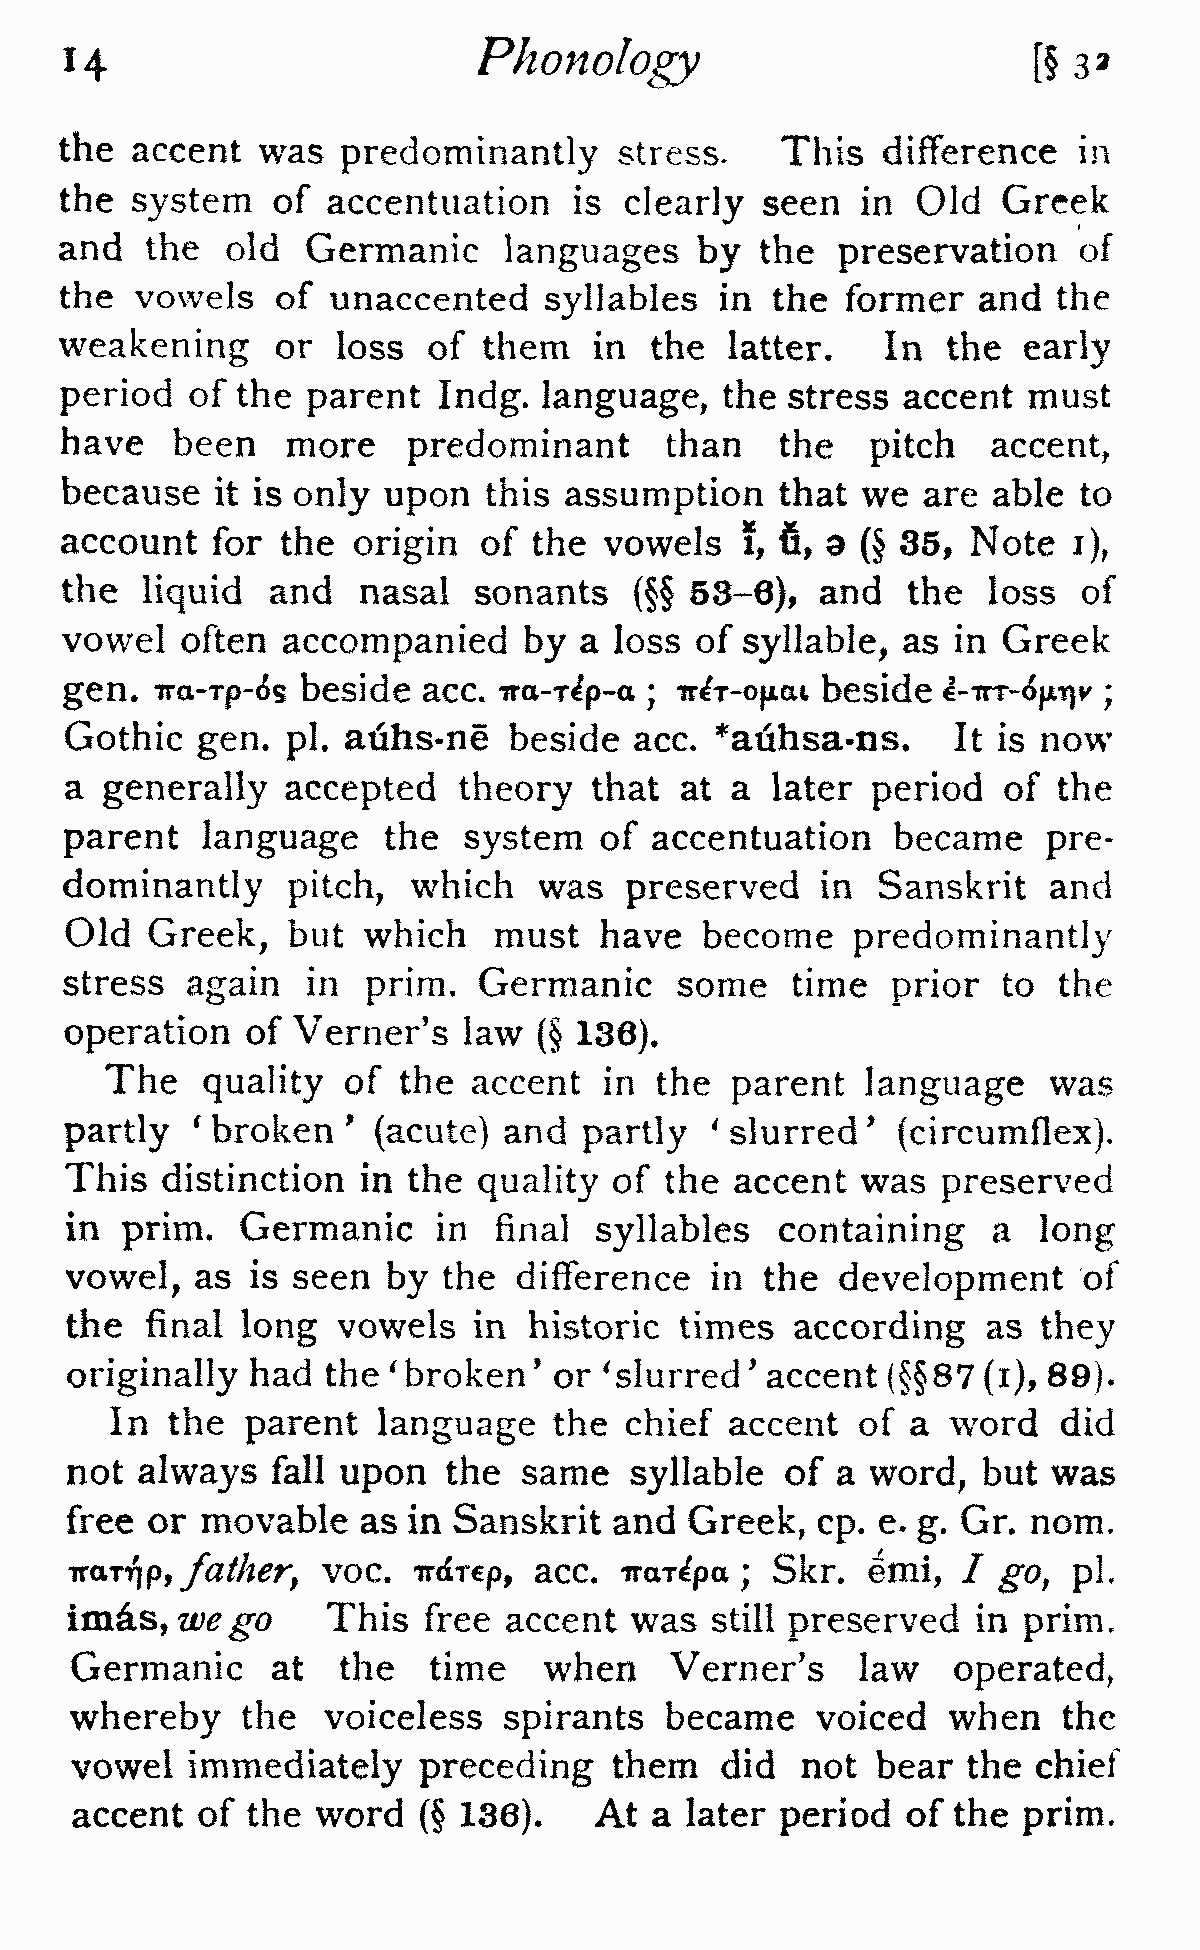 14 Phonology [§ 32
the accent was predominantly stress. This difference in
the system of accentuation is clearly seen in Old Greek
and the old Germanic languages by the preservation of
the vowels of unaccented syllables in the former and the
weakening or loss of them in the latter. In the early
period of the parent Indg. language, the stress accent must
have been more predominant than the pitch accent,
because it is only upon this assumption that we are able to
account for the origin of the vowels ī̆, ū̆, ə (§ 35, Note 1),
the liquid and nasal sonants (§§ 53–6), and the loss of
vowel often accompanied by a loss of syllable, as in Greek
gen. πα-τρ-ός beside acc. πα-τέρ-α ; πέτ-ομαι beside ἐ-πτ-όμην ;
Gothic gen. pl. aúhs-nē beside acc. *aúhsa-ns. It is now
a generally accepted theory that at a later period of the
parent language the system of accentuation became pre-
dominantly pitch, which was preserved in Sanskrit and
Old Greek, but which must have become predominantly
stress again in prim. Germanic some time prior to the
operation of Verner's law (§ 136).
The quality of the accent in the parent language was
partly ‘ broken ’ (acute) and partly ‘ slurred ’ (circumflex).
This distinction in the quality of the accent was preserved
in prim. Germanic in final syllables containing a long
vowel, as is seen by the difference in the development of
the final long vowels in historic times according as they
originally had the ‘ broken ’ or ‘slurred ’ accent (§§ 87 (1), 89).
In the parent language the chief accent of a word did
not always fall upon the same syllable of a word, but was
free or movable as in Sanskrit and Greek, cp. e. g. Gr. nom.
πατήρ, father, voc. πάτερ, acc. πατέρα ; Skr. émi, I go, pl.
imás, we go This free accent was still preserved in prim.
Germanic at the time when Verner's law operated,
whereby the voiceless spirants became voiced when the
vowel immediately preceding them did not bear the chief
accent of the word (§ 136). At a later period of the prim.